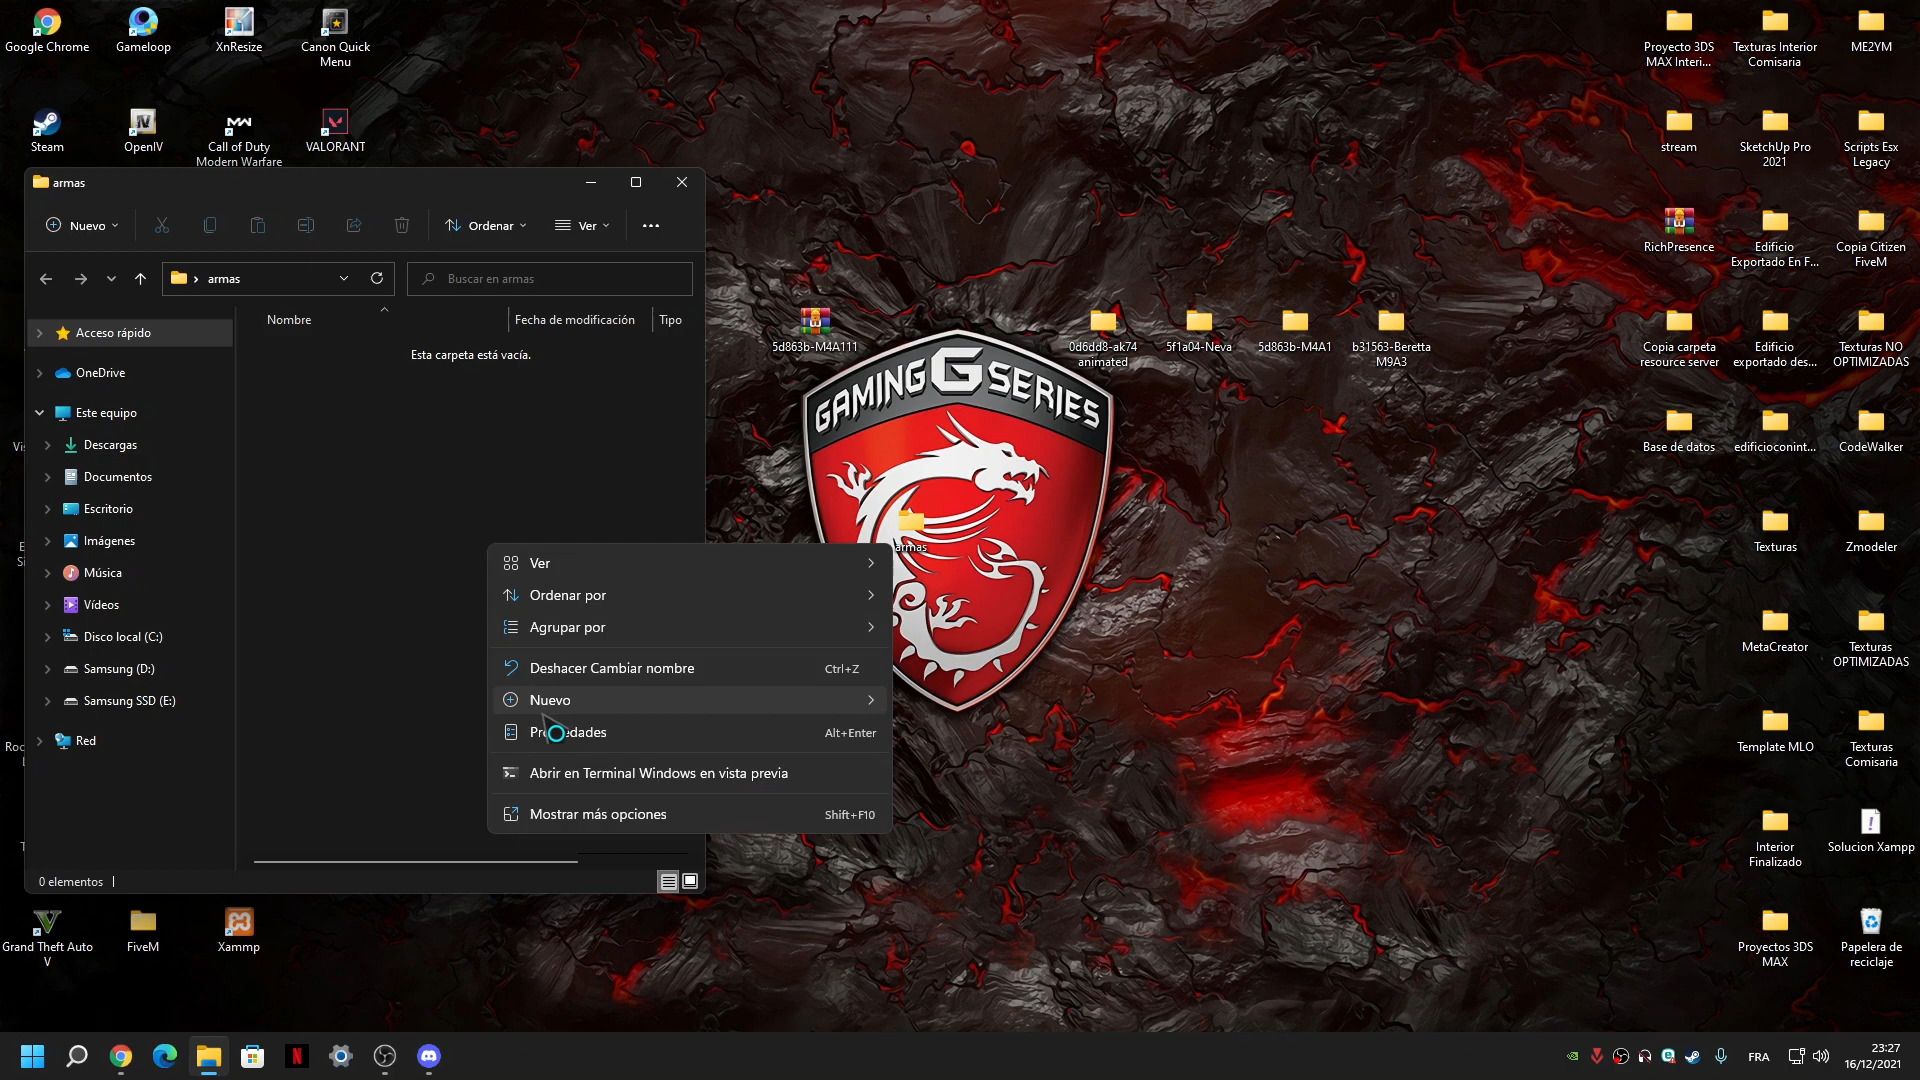 Google Chrome
Gameloop
XnResize
Canon Quick
Menu
Steam
OpenIV
Call of Duty
Modern Warfare
VALORANT
armas
Nuevo
Ordenar
Ver
armas
Buscar en armas
Acceso rápido
OneDrive
Este equipo
Descargas
Documentos
Escritorio
Imágenes
Música
Vídeos
Disco local (C:)
Samsung (D:)
Samsung SSD (E:)
Red
Nombre
Fecha de modificación
Tipo
Esta carpeta está vacía.
0 elementos
Ver
Ordenar por
Agrupar por
Deshacer Cambiar nombre
Ctrl+Z
Nuevo
Alt+Enter
Abrir en Terminal Windows en vista previa
Mostrar más opciones
Shift+F10
Grand Theft Auto
V
FiveM
Xammp
5d863b-M4A111
0d6dd8-ak74
animated
5f1a04-Neva
5d863b-M4A1
b31563-Beretta
M9A3
GAMING G SERIES
armas
Proyecto 3DS
MAX Interi...
Texturas Interior
Comisaria
ME2YM
stream
SketchUp Pro
2021
Scripts Esx
Legacy
RichPresence
Edificio
Exportado En F...
Copia Citizen
FiveM
Copia carpeta
resource server
Edificio
exportado des...
Texturas NO
OPTIMIZADAS
Base de datos
edificioconint...
CodeWalker
Texturas
Zmodeler
MetaCreator
Texturas
OPTIMIZADAS
Template MLO
Texturas
Comisaria
Interior
Finalizado
Solucion Xampp
Proyectos 3DS
MAX
Papelera de
reciclaje
FRA
23:27
16/12/2021